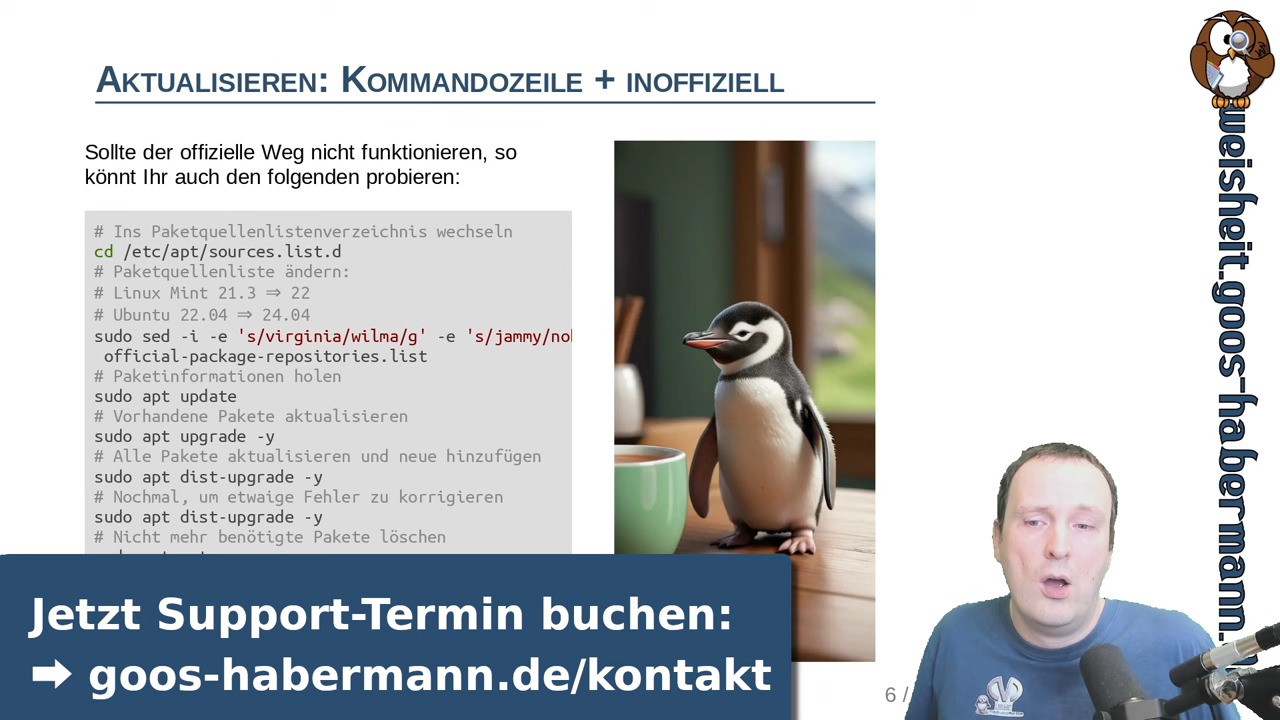 Aktualisieren: Kommandozeile + inoffiziell
Sollte der offizielle Weg nicht funktionieren, so
könnt Ihr auch den folgenden probieren:
# Ins Paketquellenlistenverzeichnis wechseln
cd /etc/apt/sources.list.d
# Paketquellenliste ändern:
# Linux Mint 21.3 ⇒ 22
# Ubuntu 22.04 ⇒ 24.04
sudo sed -i -e 's/virginia/wilma/g' -e 's/jammy/no
official-package-repositories.list
# Paketinformationen holen
sudo apt update
# Vorhandene Pakete aktualisieren
sudo apt upgrade -y
# Alle Pakete aktualisieren und neue hinzufügen
sudo apt dist-upgrade -y
# Nochmal, um etwaige Fehler zu korrigieren
sudo apt dist-upgrade -y
# Nicht mehr benötigte Pakete löschen
Jetzt Support-Termin buchen:
➡ goos-habermann.de/kontakt
6 /
weisheit.goos-habermann.